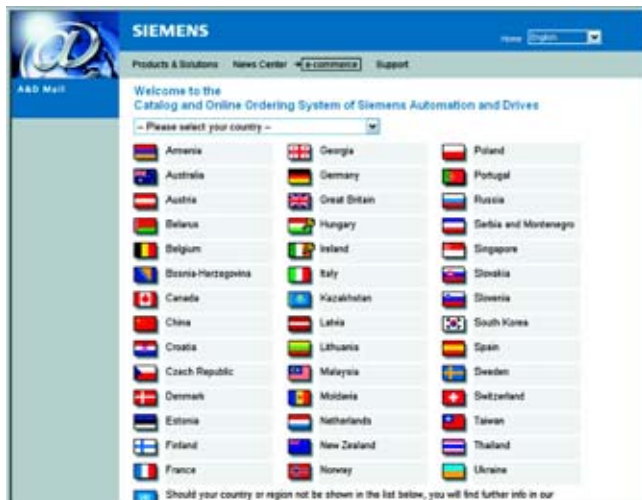 SIEMENS
Home English
Products & Solutions News Center e-commerce Support
A&D Mall
Welcome to the
Catalog and Online Ordering System of Siemens Automation and Drives
-- Please select your country --
Armenia Georgia Poland
Australia Germany Portugal
Austria Great Britain Russia
Belarus Hungary Serbia and Montenegro
Belgium Ireland Singapore
Bosnia-Herzegovina Italy Slovakia
Canada Kazakhstan Slovenia
China Latvia South Korea
Croatia Lithuania Spain
Czech Republic Malaysia Sweden
Denmark Moldavia Switzerland
Estonia Netherlands Taiwan
Finland New Zealand Thailand
France Norway Ukraine
Should your country or region not be shown in the list below, you will find further info in our